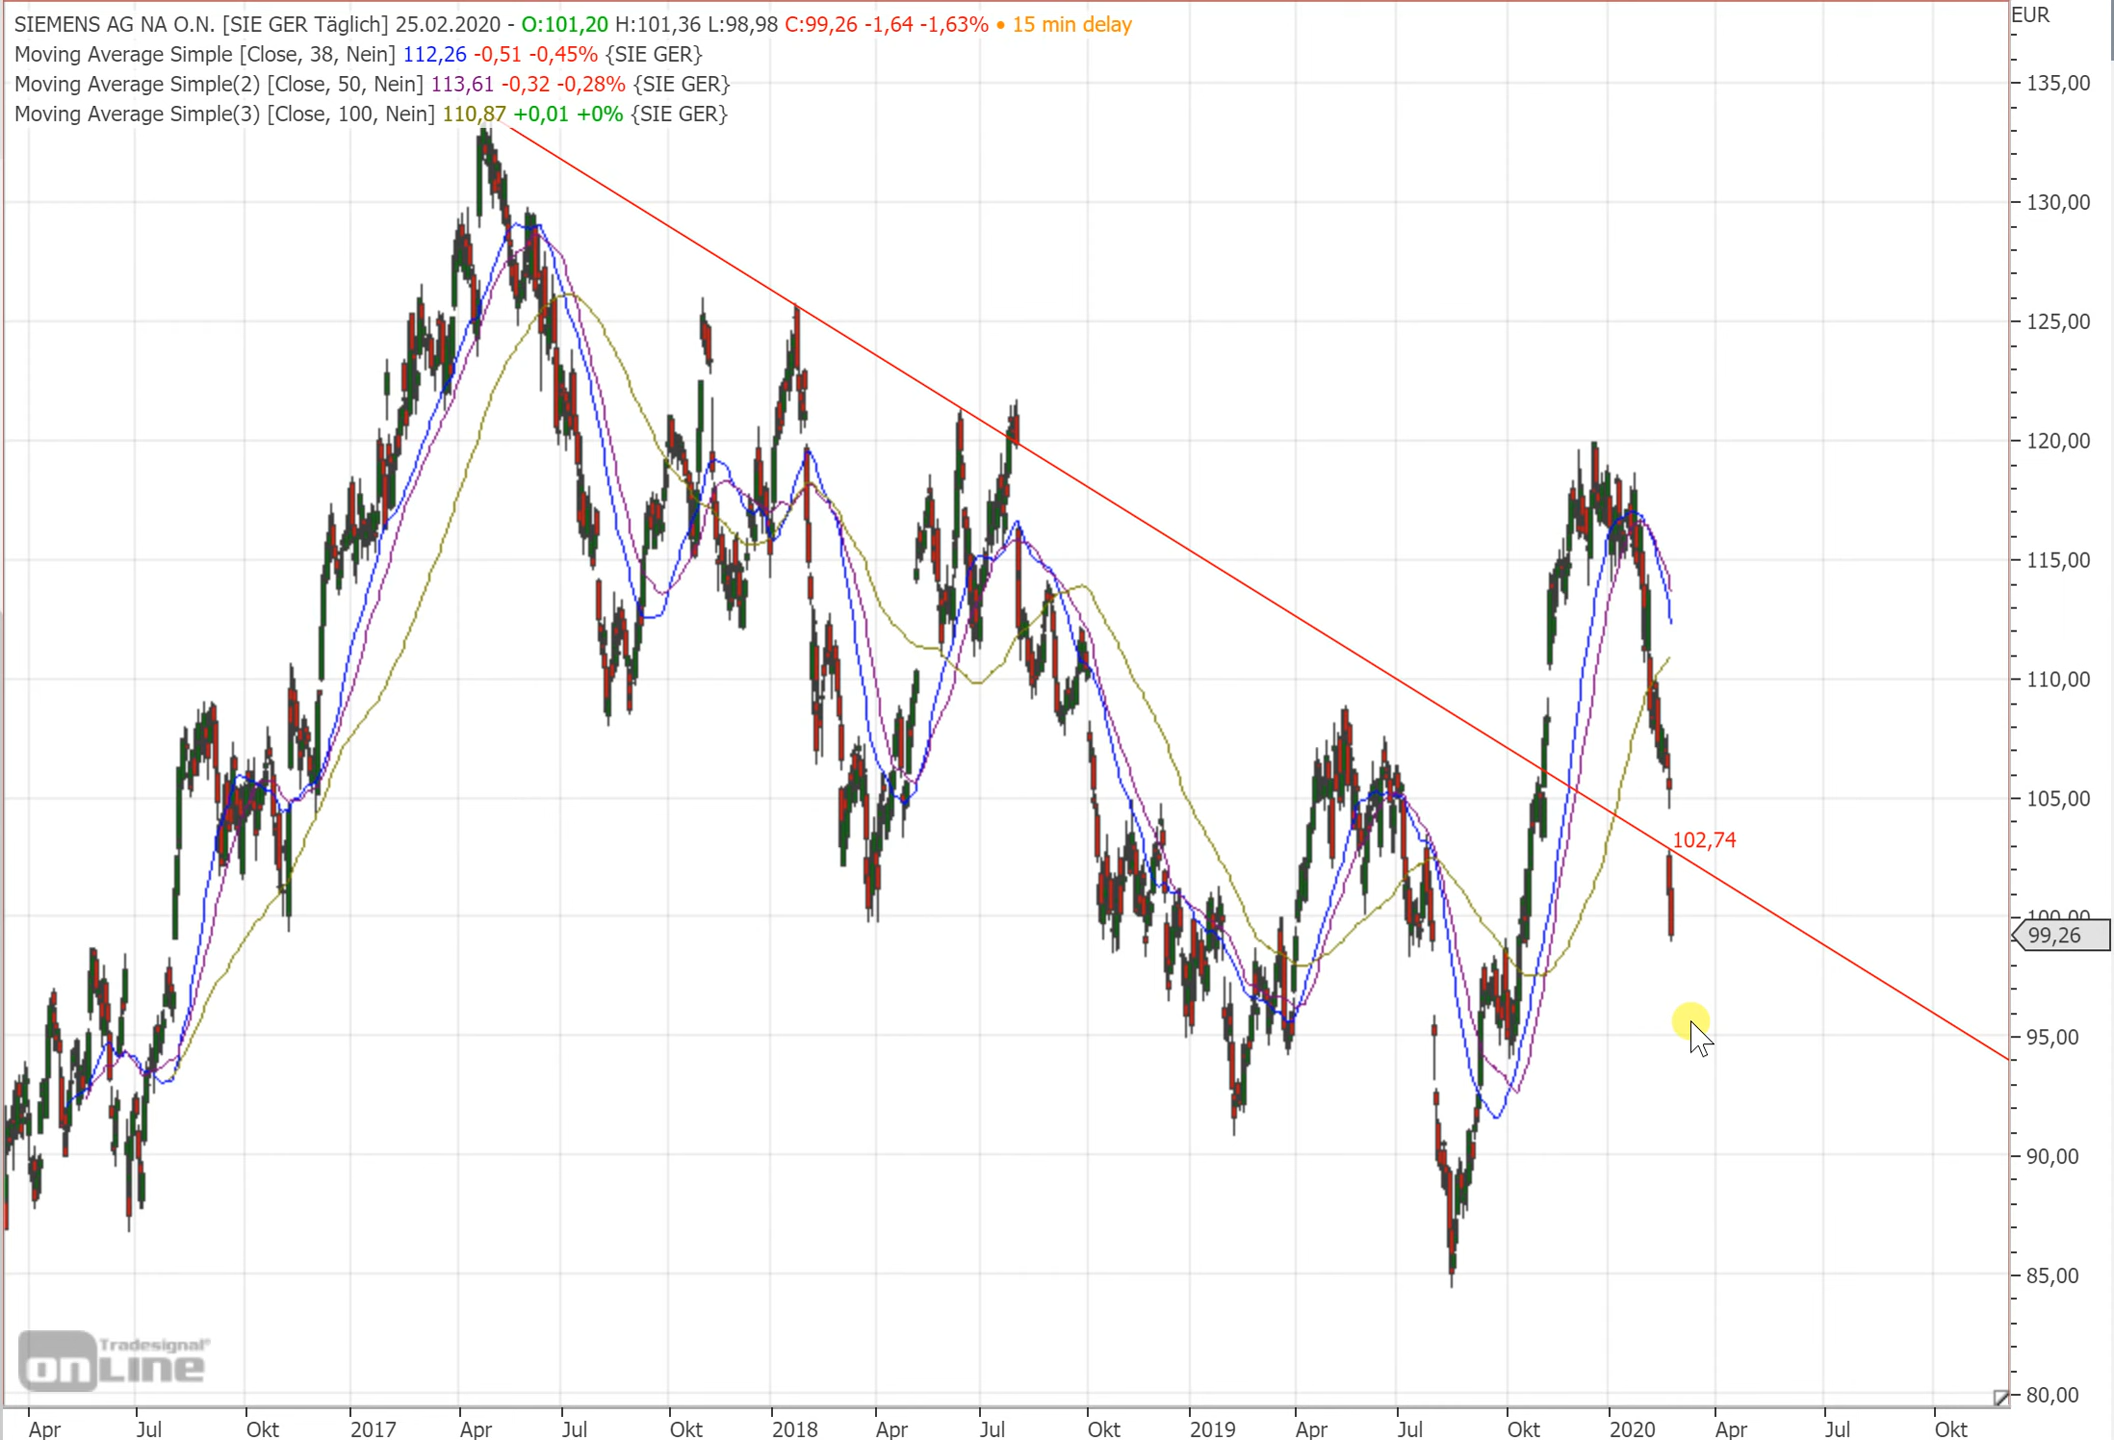 SIEMENS AG NA O.N. [SIE GER Täglich] 25.02.2020 - O:101,20 H:101,36 L:98,98 C:99,26 -1,64 -1,63% • 15 min delay
Moving Average Simple [Close, 38, Nein] 112,26 -0,51 -0,45% {SIE GER}
Moving Average Simple(2) [Close, 50, Nein] 113,61 -0,32 -0,28% {SIE GER}
Moving Average Simple(3) [Close, 100, Nein] 110,87 +0,01 +0% {SIE GER}
EUR
135,00
130,00
125,00
120,00
115,00
110,00
105,00
102,74
100,00
99,26
95,00
90,00
85,00
80,00
Tradesignal®
onLINE
Apr Jul Okt 2017 Apr Jul Okt 2018 Apr Jul Okt 2019 Apr Jul Okt 2020 Apr Jul Okt